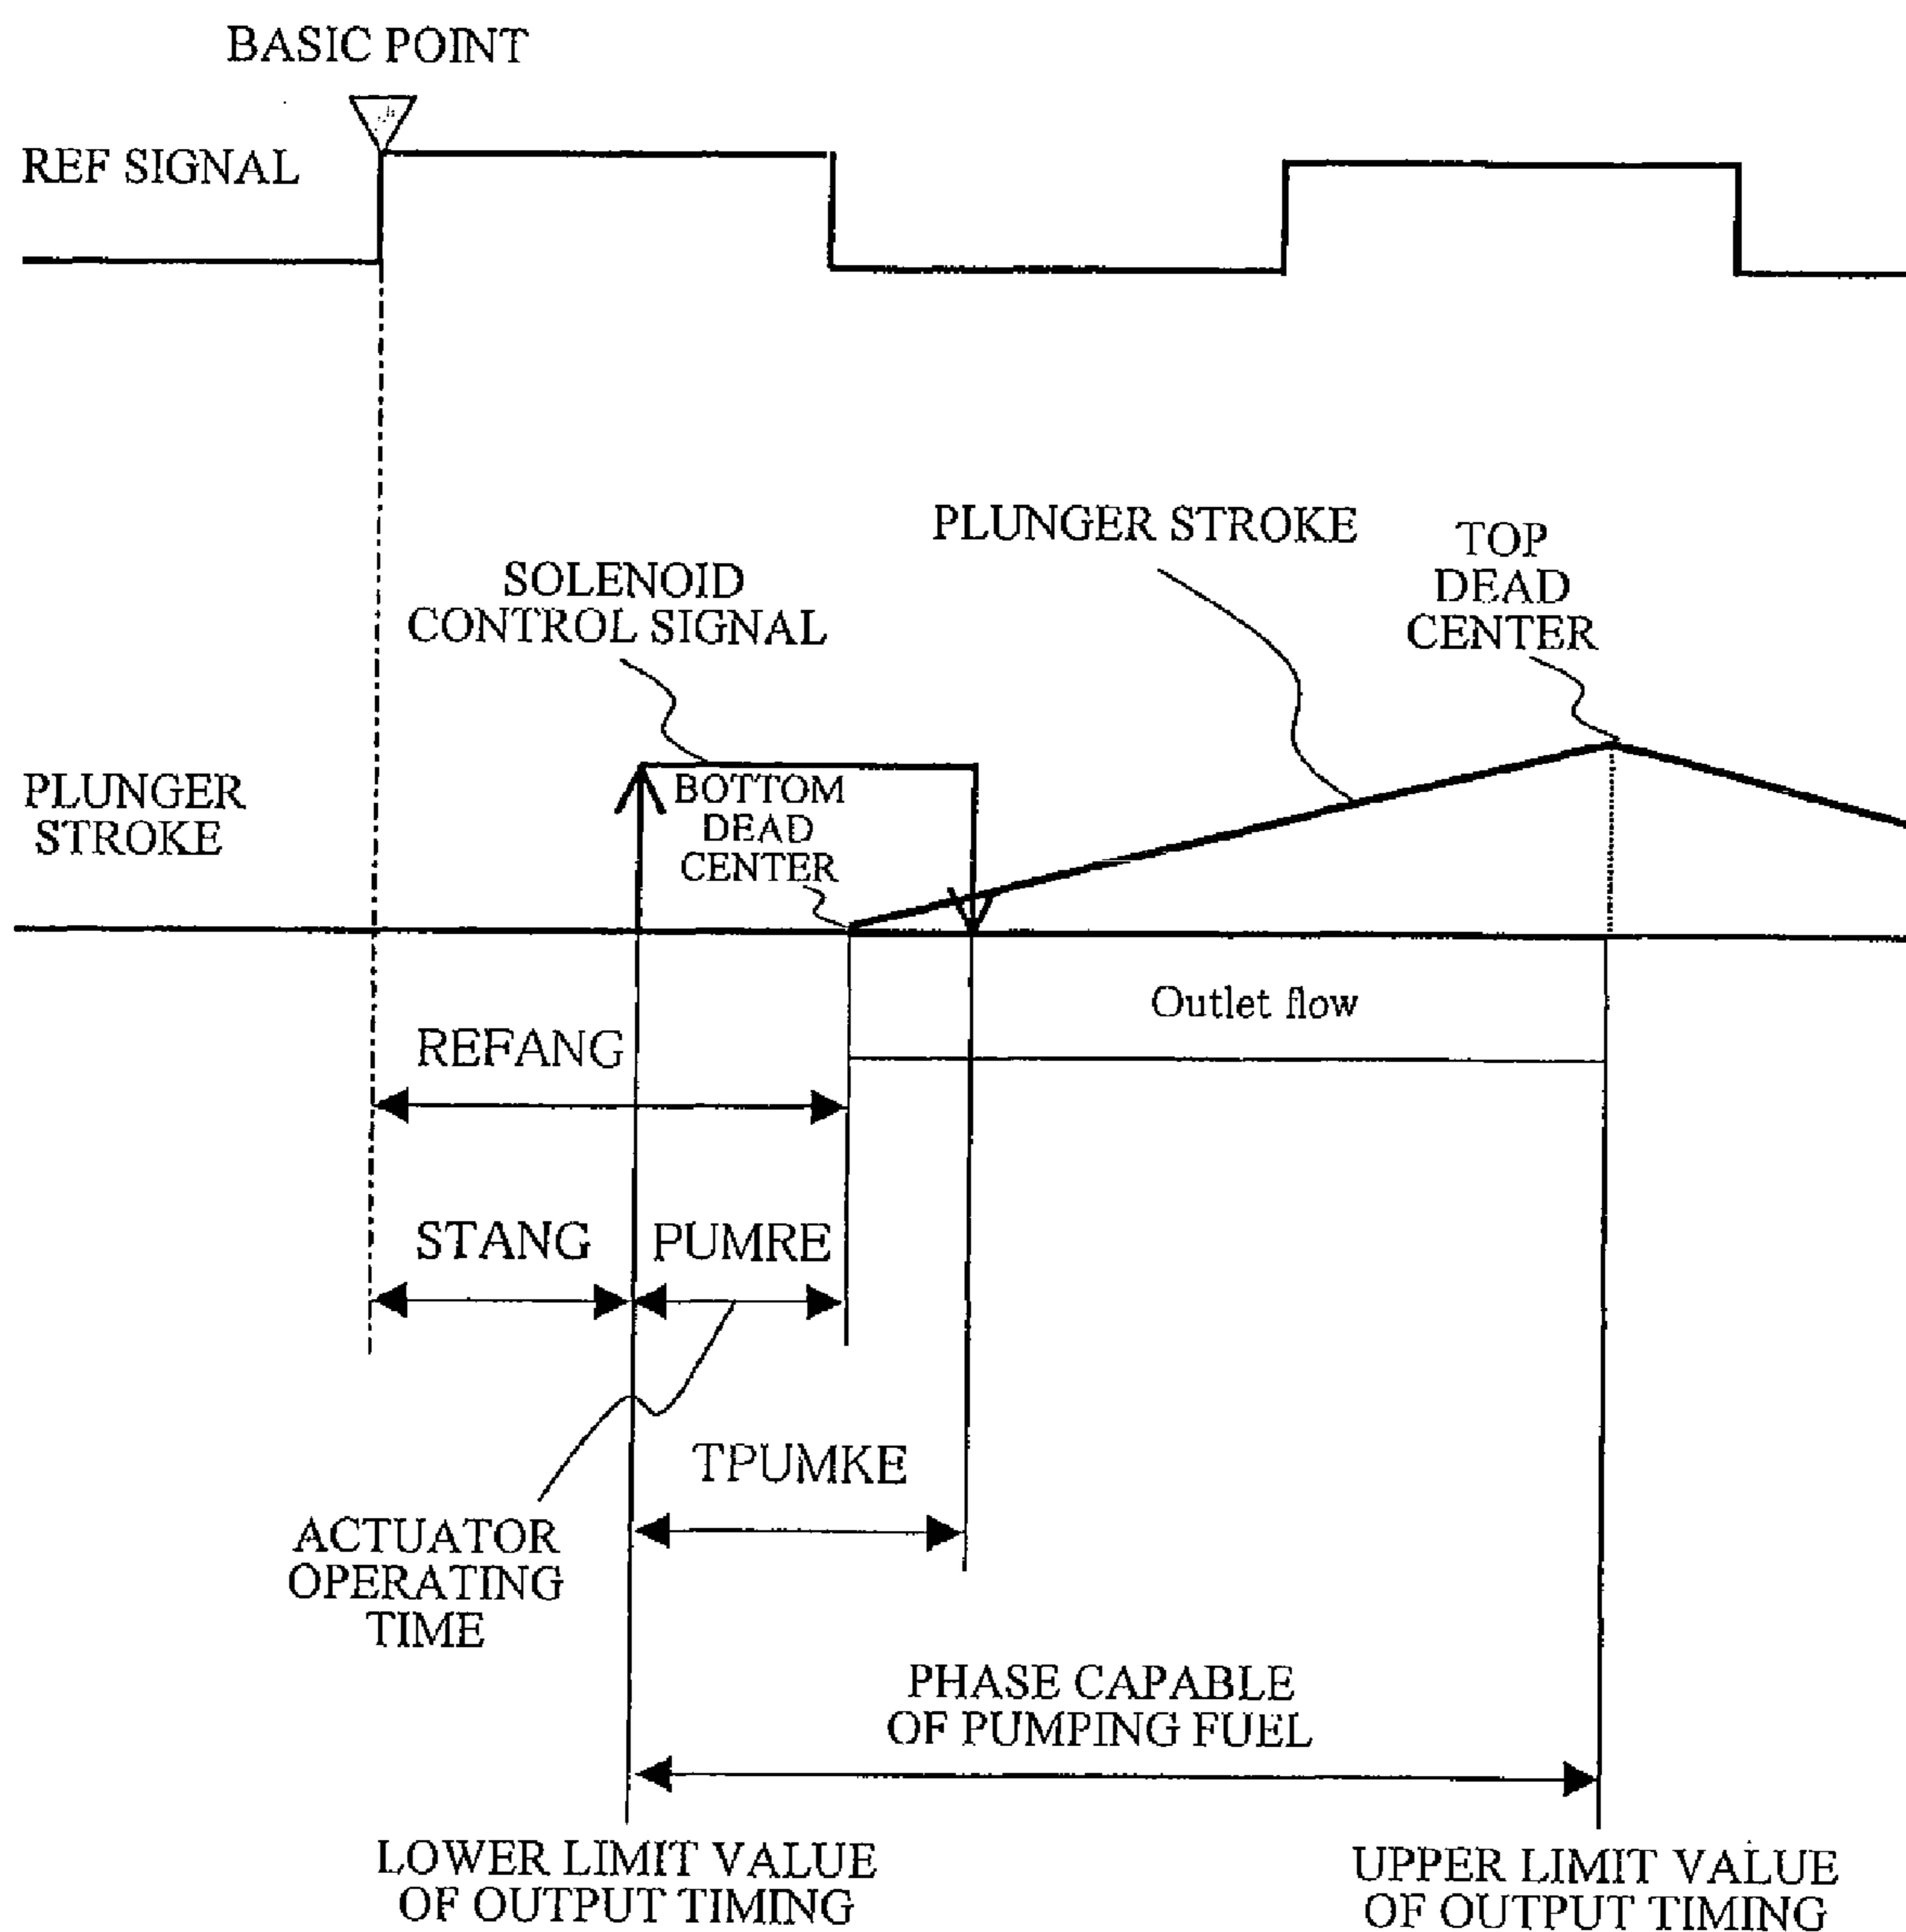 BASIC POINT
REF SIGNAL
PLUNGER STROKE
TOP
DEAD
CENTER
SOLENOID
CONTROL SIGNAL
PLUNGER
STROKE
BOTTOM
DEAD
CENTER
Outlet flow
REFANG
STANG
PUMRE
TPUMKE
ACTUATOR
OPERATING
TIME
PHASE CAPABLE
OF PUMPING FUEL
LOWER LIMIT VALUE
OF OUTPUT TIMING
UPPER LIMIT VALUE
OF OUTPUT TIMING